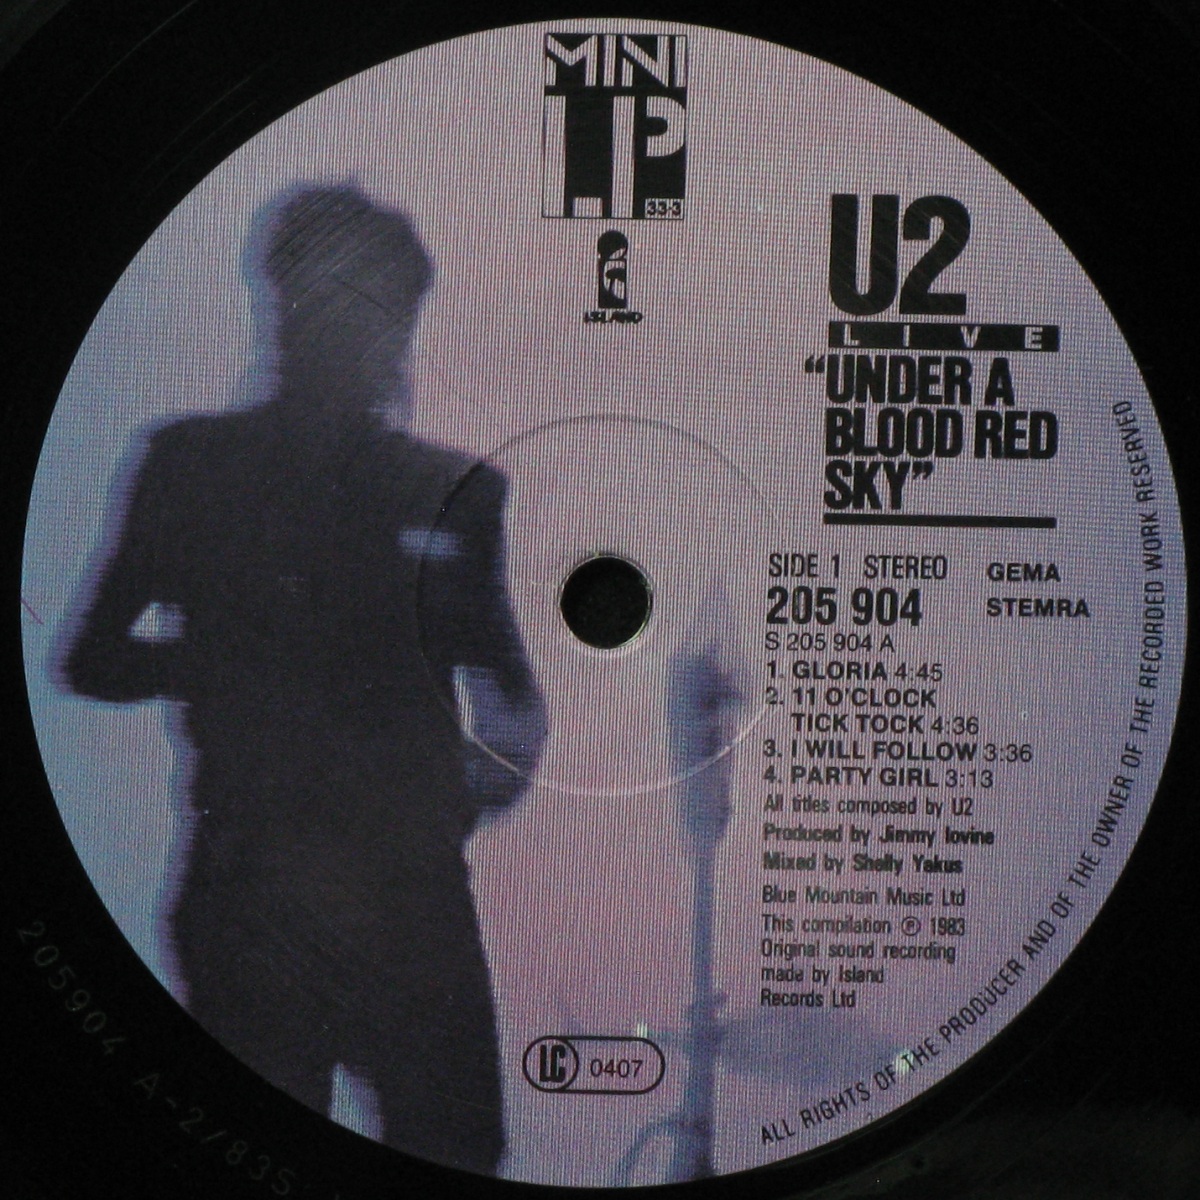 MINI
LP
33⅓
ISLAND
U2
LIVE
“UNDER A
BLOOD RED
SKY”
SIDE 1 STEREO GEMA
205 904 STEMRA
S 205 904 A
1. GLORIA 4:45
2. 11 O'CLOCK
TICK TOCK 4:36
3. I WILL FOLLOW 3:36
4. PARTY GIRL 3:13
All titles composed by U2
Produced by Jimmy Iovine
Mixed by Shelly Yakus
Blue Mountain Music Ltd
This compilation Ⓟ 1983
Original sound recording
made by Island
Records Ltd
LC 0407
ALL RIGHTS OF THE PRODUCER AND OF THE OWNER OF THE RECORDED WORK RESERVED
205904 A-2/83S